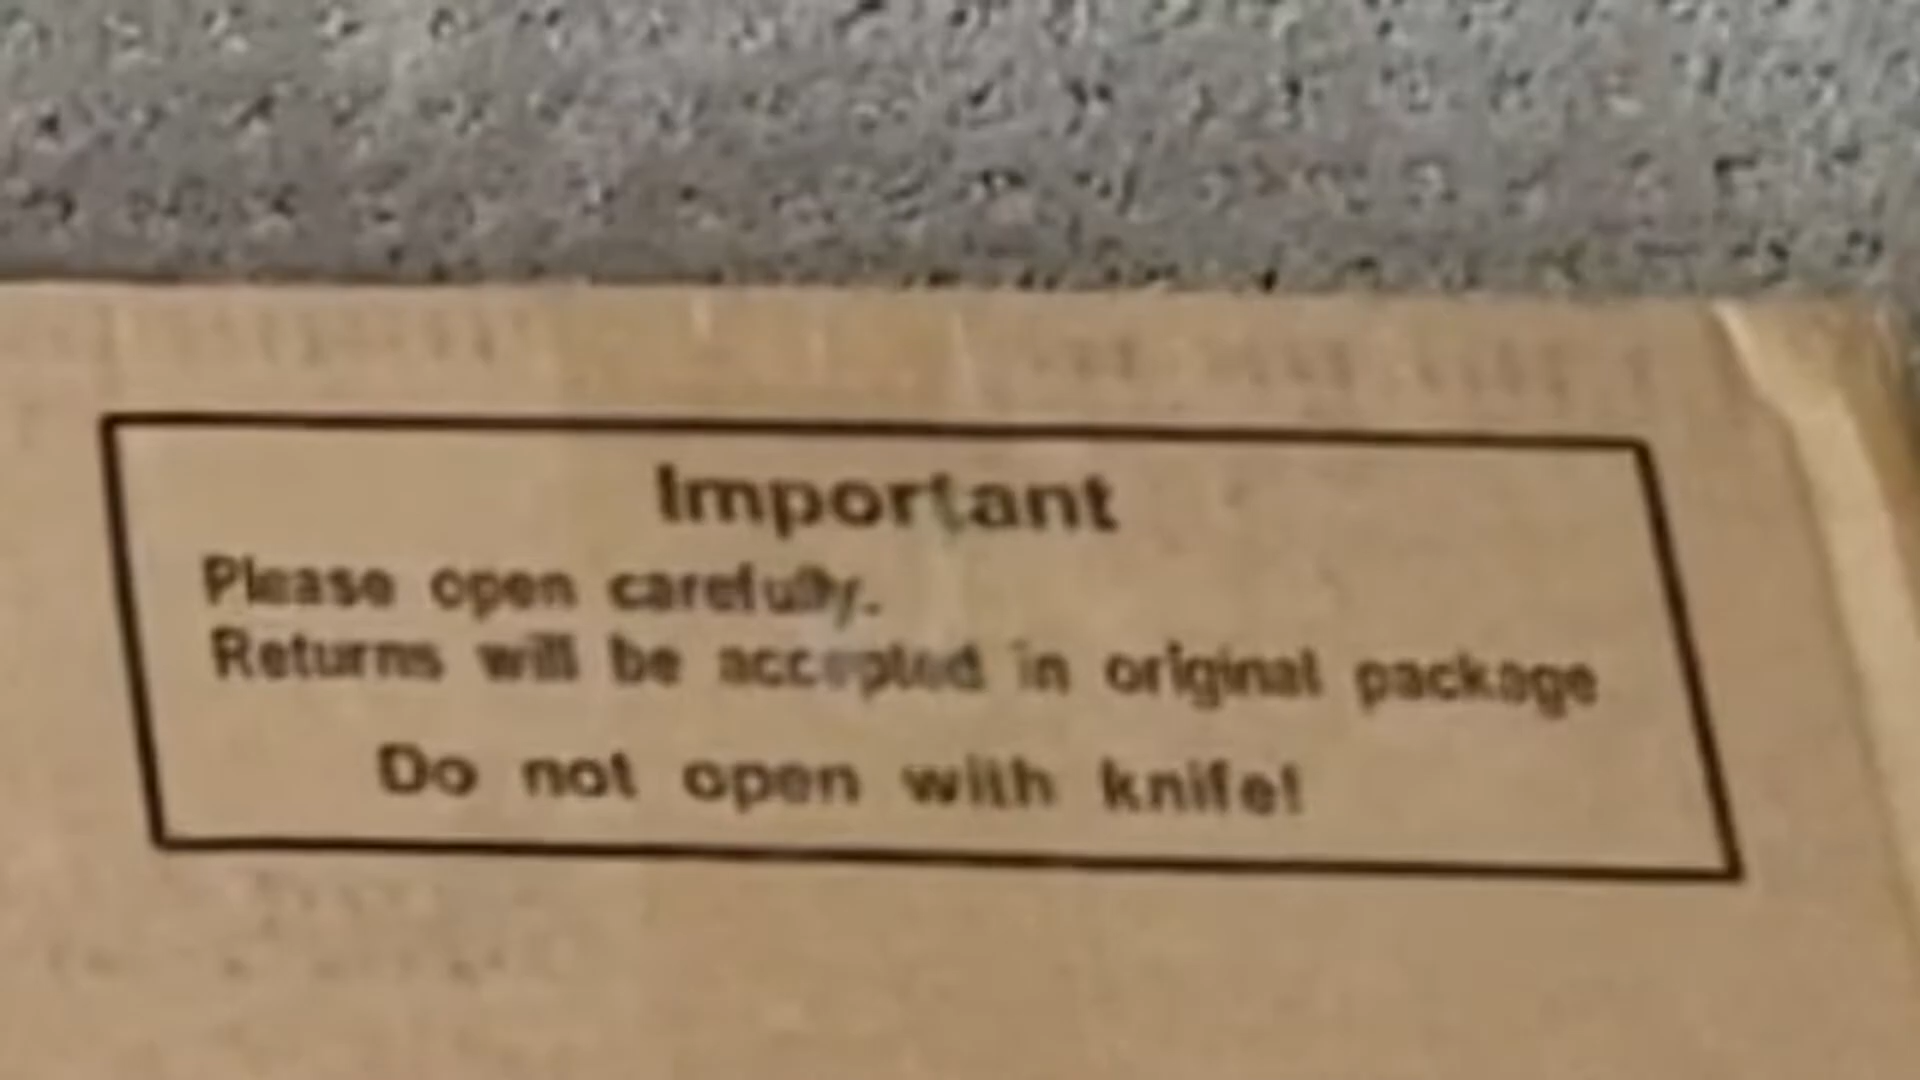 Important
Please open carefully.
Returns will be accepted in original package
Do not open with knife!